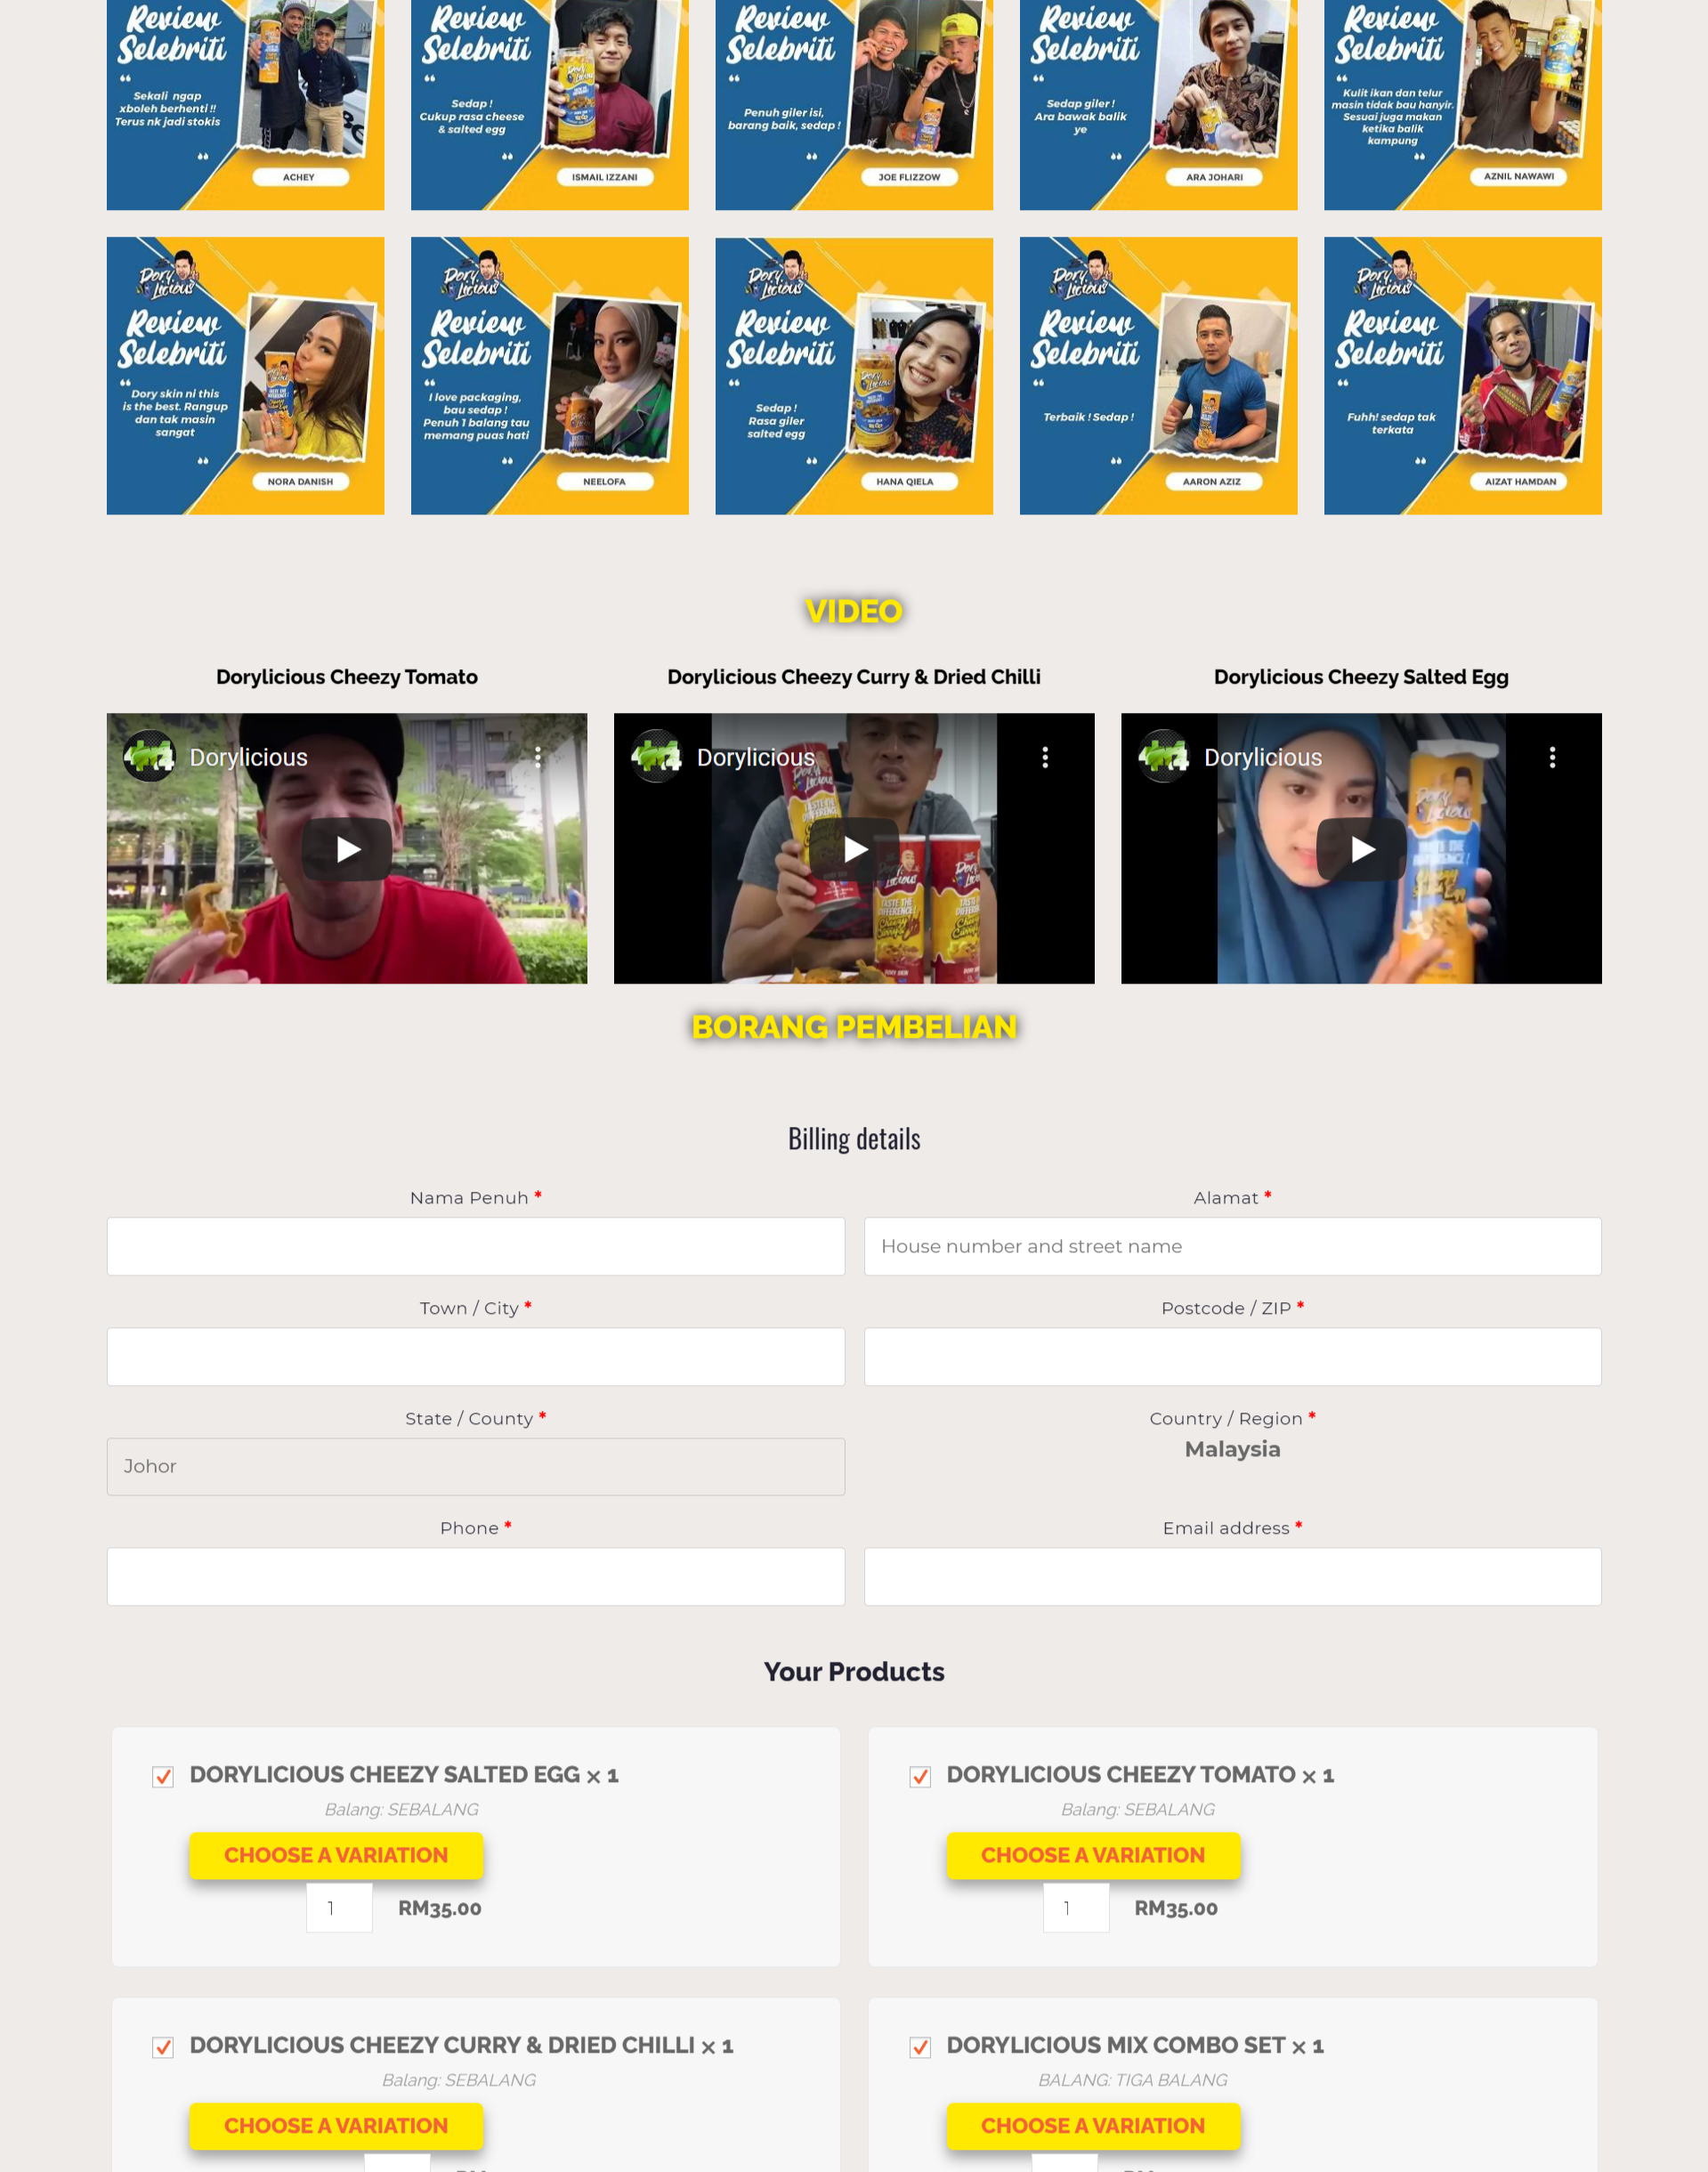 Review
Selebriti
Sekali ngap
xboleh berhenti !!
Terus nk jadi stokis
ACHEY
Review
Selebriti
Sedap !
Cukup rasa cheese
& salted egg
ISMAIL IZZANI
Review
Selebriti
Penuh giler isi,
barang baik, sedap !
JOE FLIZZOW
Review
Selebriti
Sedap giler !
Ara bawak balik
ye
ARA JOHARI
Review
Selebriti
Kulit ikan dan telur
masin tidak bau hanyir.
Sesuai juga makan
ketika balik
kampung
AZNIL NAWAWI
Dory
Licious
Review
Selebriti
Dory skin ni this
is the best. Rangup
dan tak masin
sangat
NORA DANISH
Dory
Licious
Review
Selebriti
I love packaging,
bau sedap !
Penuh 1 balang tau
memang puas hati
NEELOFA
Dory
Licious
Review
Selebriti
Sedap !
Rasa giler
salted egg
HANA QIELA
Dory
Licious
Review
Selebriti
Terbaik ! Sedap !
AARON AZIZ
Dory
Licious
Review
Selebriti
Fuhh! sedap tak
terkata
AIZAT HAMDAN
VIDEO
Dorylicious Cheezy Tomato
Dorylicious Cheezy Curry & Dried Chilli
Dorylicious Cheezy Salted Egg
Dorylicious
Dorylicious
Dorylicious
BORANG PEMBELIAN
Billing details
Nama Penuh *
Alamat *
House number and street name
Town / City *
Postcode / ZIP *
State / County *
Country / Region *
Johor
Malaysia
Phone *
Email address *
Your Products
DORYLICIOUS CHEEZY SALTED EGG × 1
Balang: SEBALANG
CHOOSE A VARIATION
1 RM35.00
DORYLICIOUS CHEEZY TOMATO × 1
Balang: SEBALANG
CHOOSE A VARIATION
1 RM35.00
DORYLICIOUS CHEEZY CURRY & DRIED CHILLI × 1
Balang: SEBALANG
CHOOSE A VARIATION
DORYLICIOUS MIX COMBO SET × 1
BALANG: TIGA BALANG
CHOOSE A VARIATION